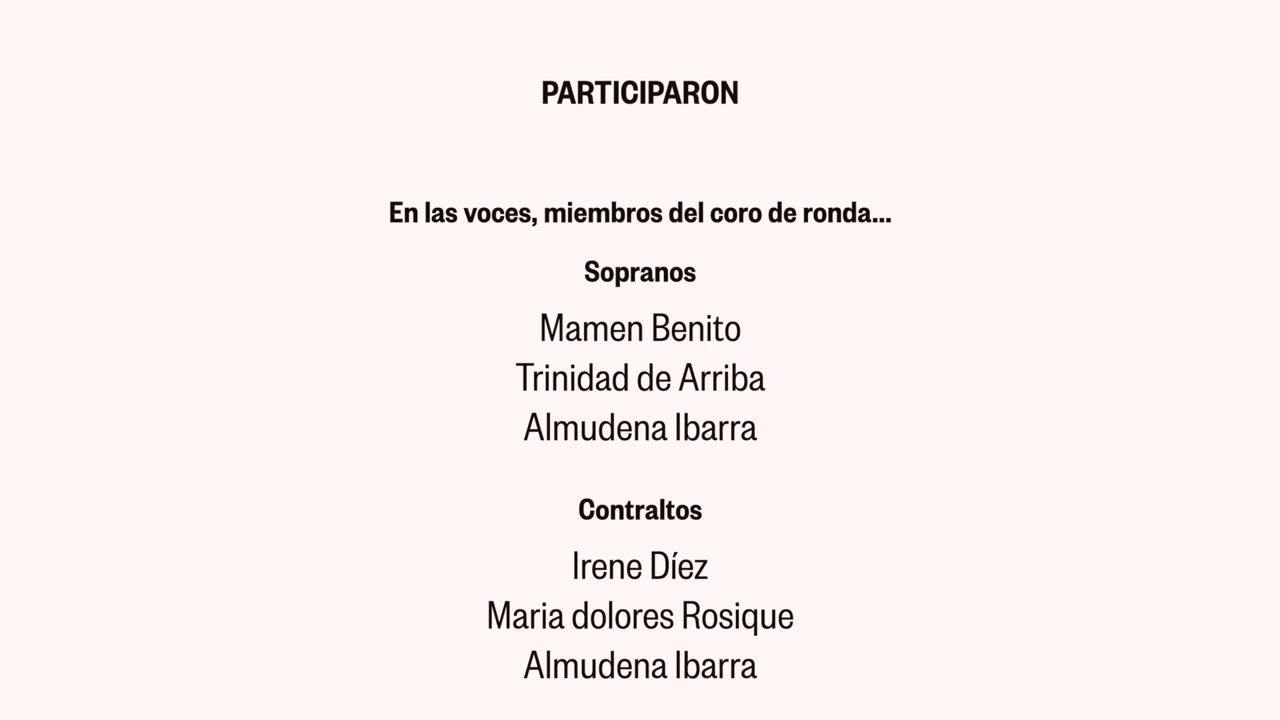 PARTICIPARON
En las voces, miembros del coro de ronda...
Sopranos
Mamen Benito
Trinidad de Arriba
Almudena Ibarra
Contraltos
Irene Díez
Maria dolores Rosique
Almudena Ibarra